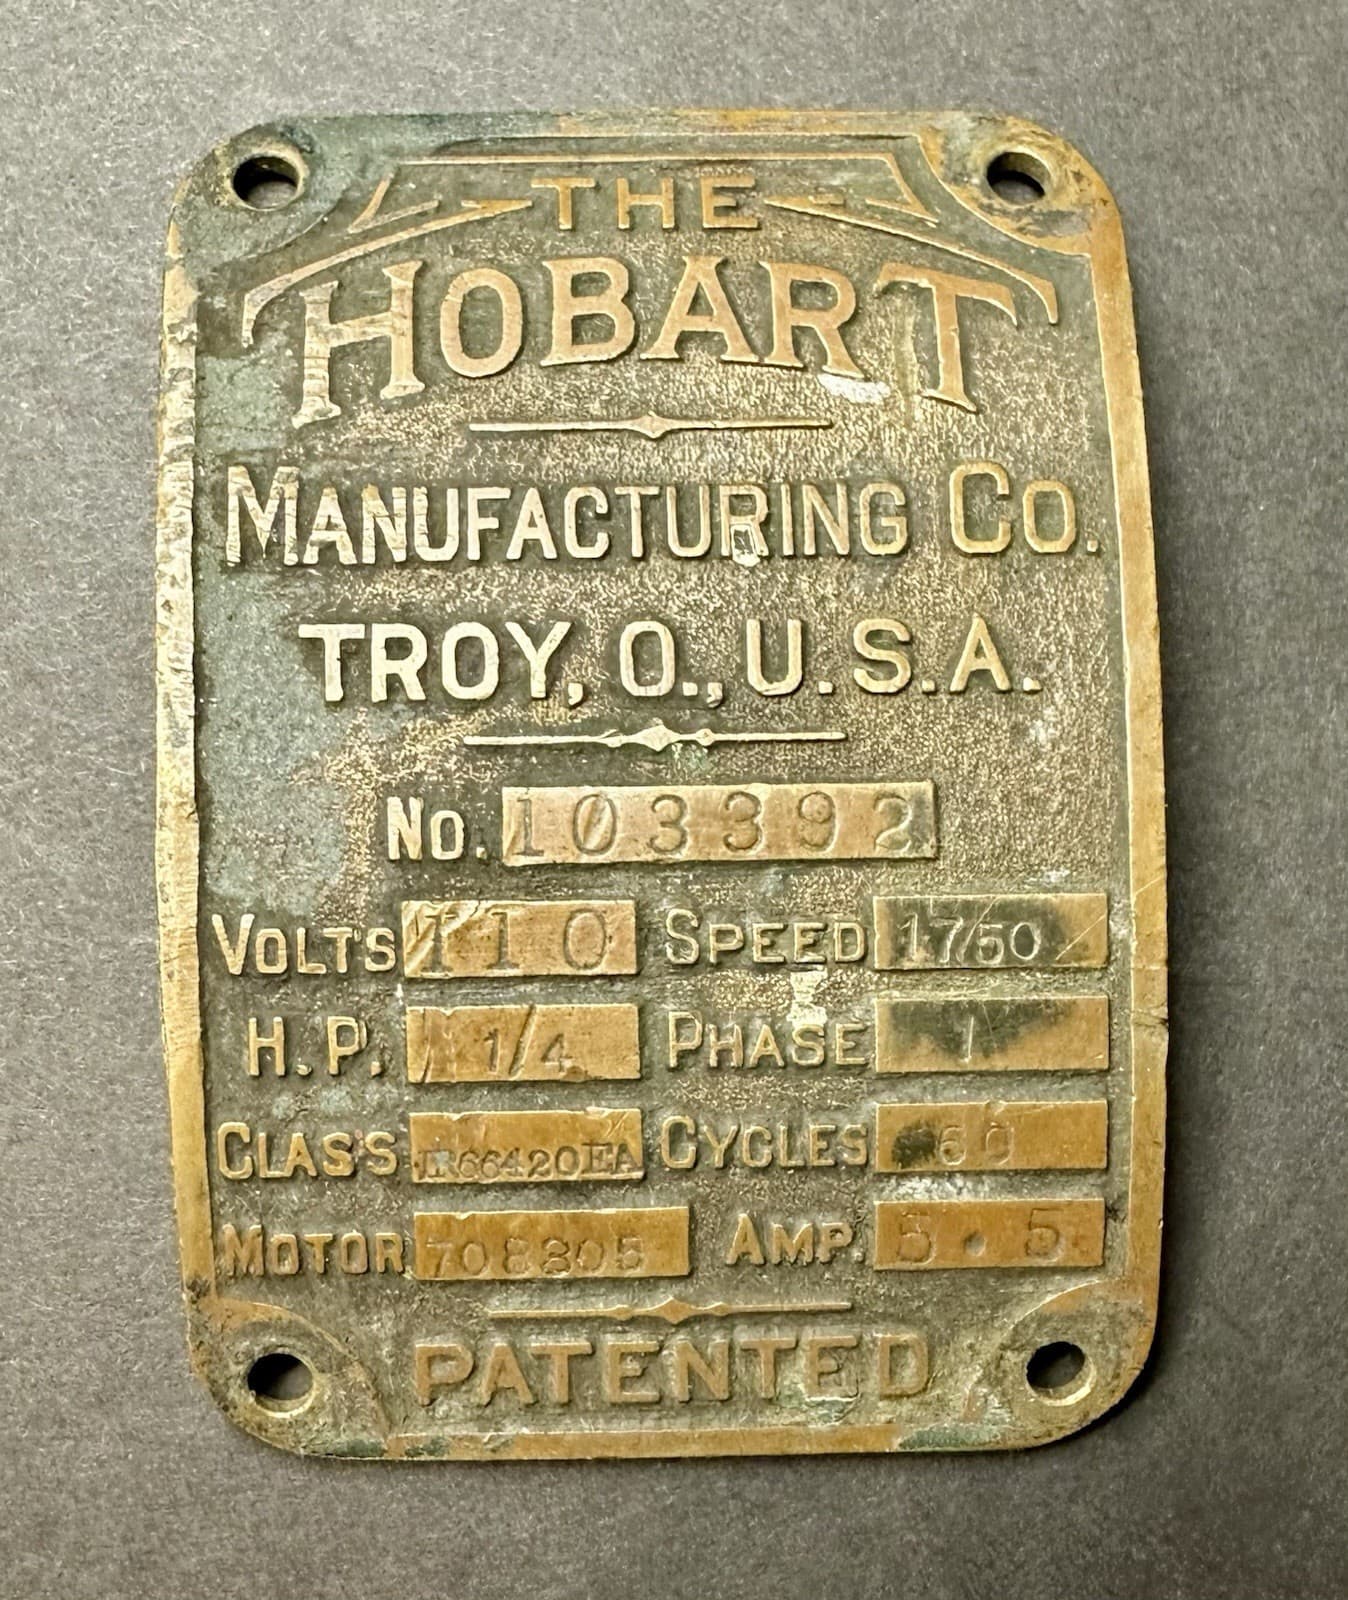 THE
HOBART
MANUFACTURING CO.
TROY, O., U.S.A.
No. 103392
VOLTS 110 SPEED 1750
H.P. 1/4 PHASE 1
CLASS CYCLES 60
MOTOR 708805 AMP. 5.5
PATENTED